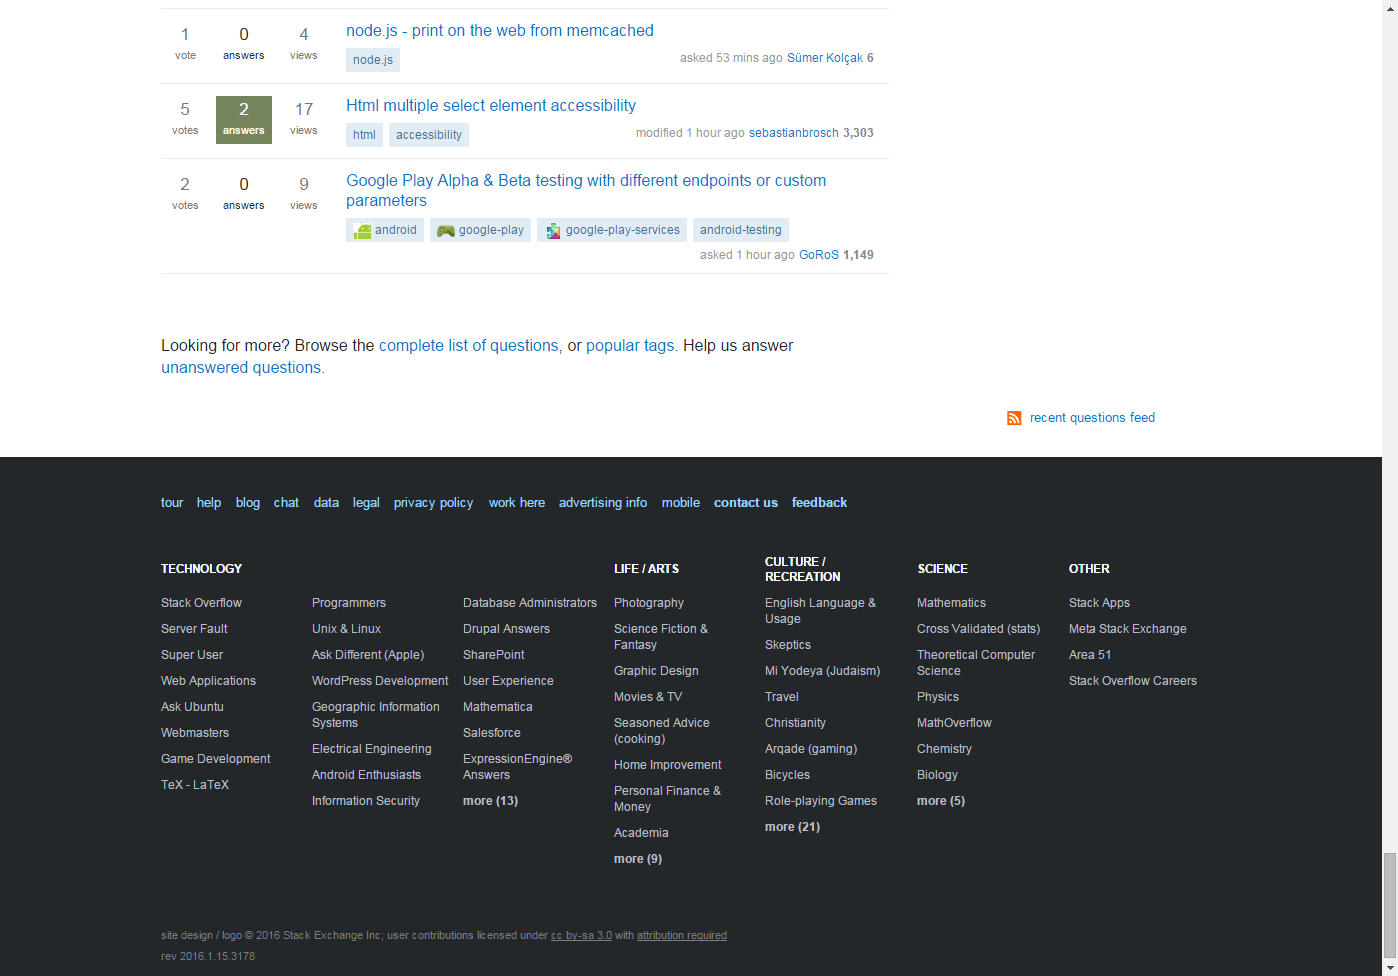 1 0 4
vote answers views
node.js - print on the web from memcached
node.js
asked 53 mins ago Sümer Kolçak 6
5 2 17
votes answers views
Html multiple select element accessibility
html accessibility
modified 1 hour ago sebastianbrosch 3,303
2 0 9
votes answers views
Google Play Alpha & Beta testing with different endpoints or custom
parameters
android google-play google-play-services android-testing
asked 1 hour ago GoRoS 1,149
Looking for more? Browse the complete list of questions, or popular tags. Help us answer
unanswered questions.
recent questions feed
tour help blog chat data legal privacy policy work here advertising info mobile contact us feedback
TECHNOLOGY
Stack Overflow
Server Fault
Super User
Web Applications
Ask Ubuntu
Webmasters
Game Development
TeX - LaTeX
Programmers
Unix & Linux
Ask Different (Apple)
WordPress Development
Geographic Information
Systems
Electrical Engineering
Android Enthusiasts
Information Security
Database Administrators
Drupal Answers
SharePoint
User Experience
Mathematica
Salesforce
ExpressionEngine®
Answers
more (13)
LIFE / ARTS
Photography
Science Fiction &
Fantasy
Graphic Design
Movies & TV
Seasoned Advice
(cooking)
Home Improvement
Personal Finance &
Money
Academia
more (9)
CULTURE /
RECREATION
English Language &
Usage
Skeptics
Mi Yodeya (Judaism)
Travel
Christianity
Arqade (gaming)
Bicycles
Role-playing Games
more (21)
SCIENCE
Mathematics
Cross Validated (stats)
Theoretical Computer
Science
Physics
MathOverflow
Chemistry
Biology
more (5)
OTHER
Stack Apps
Meta Stack Exchange
Area 51
Stack Overflow Careers
site design / logo © 2016 Stack Exchange Inc; user contributions licensed under cc by-sa 3.0 with attribution required
rev 2016.1.15.3178